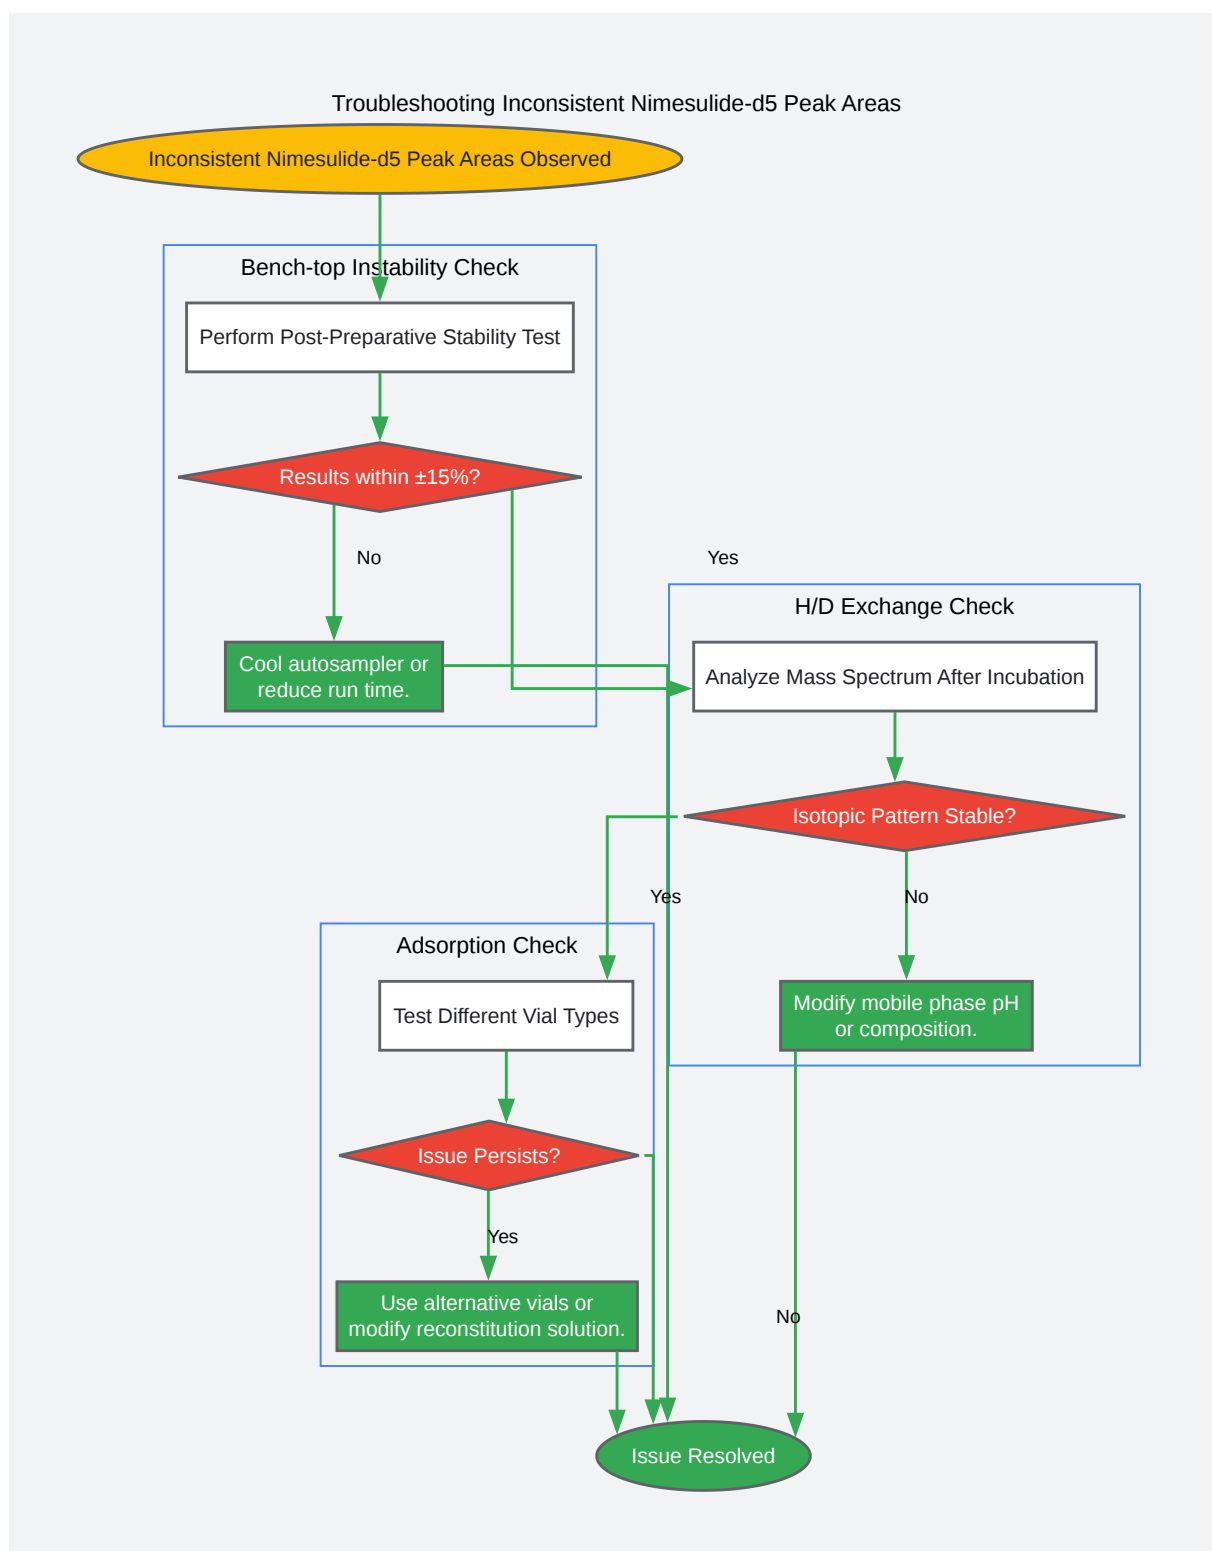 Troubleshooting Inconsistent Nimesulide-d5 Peak Areas
Inconsistent Nimesulide-d5 Peak Areas Observed
Bench-top Instability Check
Perform Post-Preparative Stability Test
Results within ±15%?
No
Yes
Cool autosampler or
reduce run time.
H/D Exchange Check
Analyze Mass Spectrum After Incubation
Isotopic Pattern Stable?
Yes
No
Modify mobile phase pH
or composition.
Adsorption Check
Test Different Vial Types
Issue Persists?
Yes
Use alternative vials or
modify reconstitution solution.
No
Issue Resolved